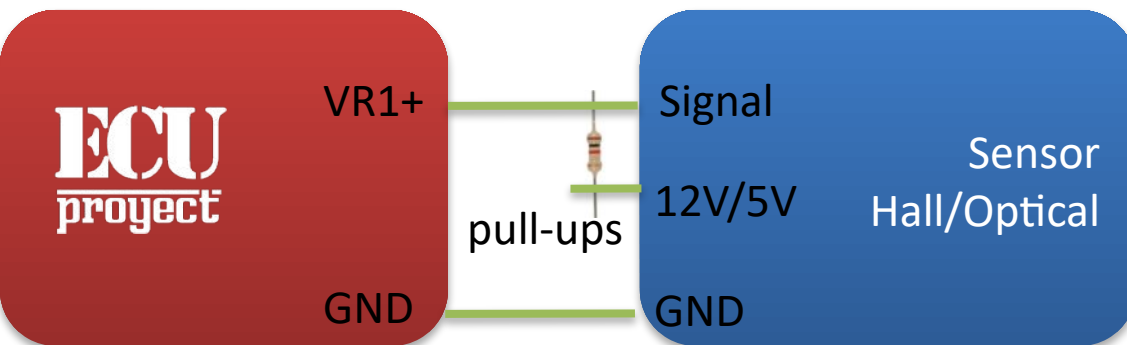 ECU
proyect
VR1+
GND
pull-ups
Signal
12V/5V
GND
Sensor
Hall/Optical